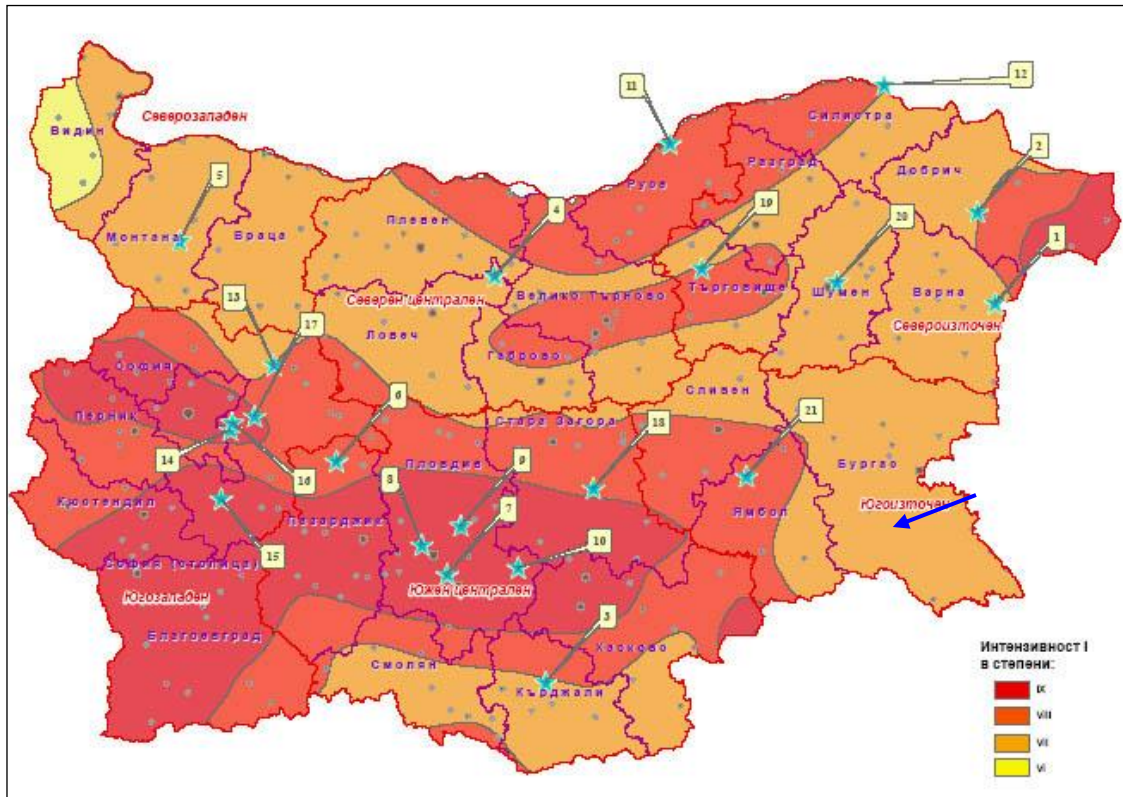 11
12
Северозападен
Видин
Силистра
Разград
2
Русе
Добрич
5
4
19
20
1
Плевен
Монтана
Враца
Търговище
Северен централен
Велико Търново
Шумен
Варна
13
17
Североизточен
Ловеч
Габрово
София
Сливен
Перник
6
Стара Загора
18
21
14
16
8
Пловдив
9
Бургас
Кюстендил
7
Югоизточен
Пазарджик
Ямбол
15
10
София (столица)
Югозападен
Южен централен
3
Благоевград
Хасково
Смолян
Кърджали
Интензивност I
в степени:
IX
VIII
VII
VI